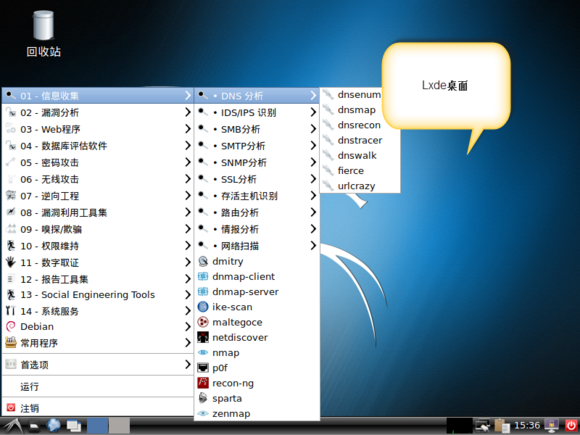 回收站
Lxde桌面
01 - 信息收集
02 - 漏洞分析
03 - Web程序
04 - 数据库评估软件
05 - 密码攻击
06 - 无线攻击
07 - 逆向工程
08 - 漏洞利用工具集
09 - 嗅探/欺骗
10 - 权限维持
11 - 数字取证
12 - 报告工具集
13 - Social Engineering Tools
14 - 系统服务
Debian
常用程序
首选项
运行
注销
• DNS 分析
• IDS/IPS 识别
• SMB分析
• SMTP分析
• SNMP分析
• SSL分析
• 存活主机识别
• 路由分析
• 情报分析
• 网络扫描
dmitry
dnmap-client
dnmap-server
ike-scan
maltegoce
netdiscover
nmap
p0f
recon-ng
sparta
zenmap
dnsenum
dnsmap
dnsrecon
dnstracer
dnswalk
fierce
urlcrazy
15:36